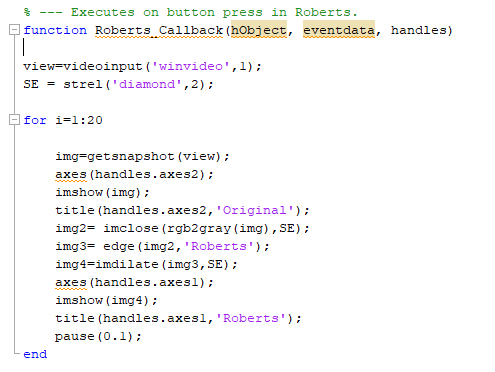 % --- Executes on button press in Roberts.
function Roberts_Callback(hObject, eventdata, handles)
view=videoinput('winvideo',1);
SE = strel('diamond',2);
for i=1:20
img=getsnapshot(view);
axes(handles.axes2);
imshow(img);
title(handles.axes2,'Original');
img2= imclose(rgb2gray(img),SE);
img3= edge(img2,'Roberts');
img4=imdilate(img3,SE);
axes(handles.axes1);
imshow(img4);
title(handles.axes1,'Roberts');
pause(0.1);
end